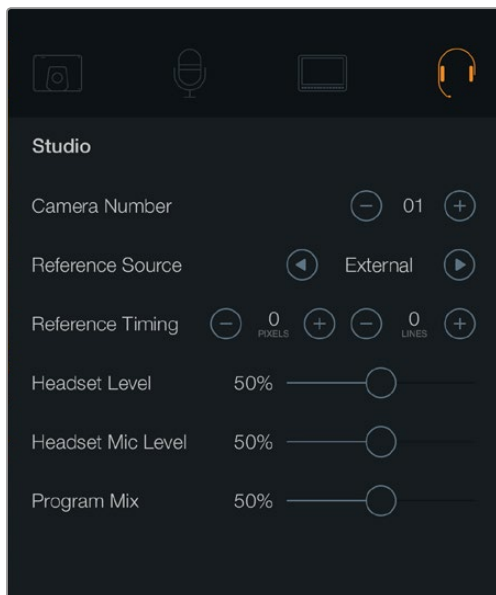 Studio
Camera Number 01
Reference Source External
Reference Timing 0 PIXELS 0 LINES
Headset Level 50%
Headset Mic Level 50%
Program Mix 50%